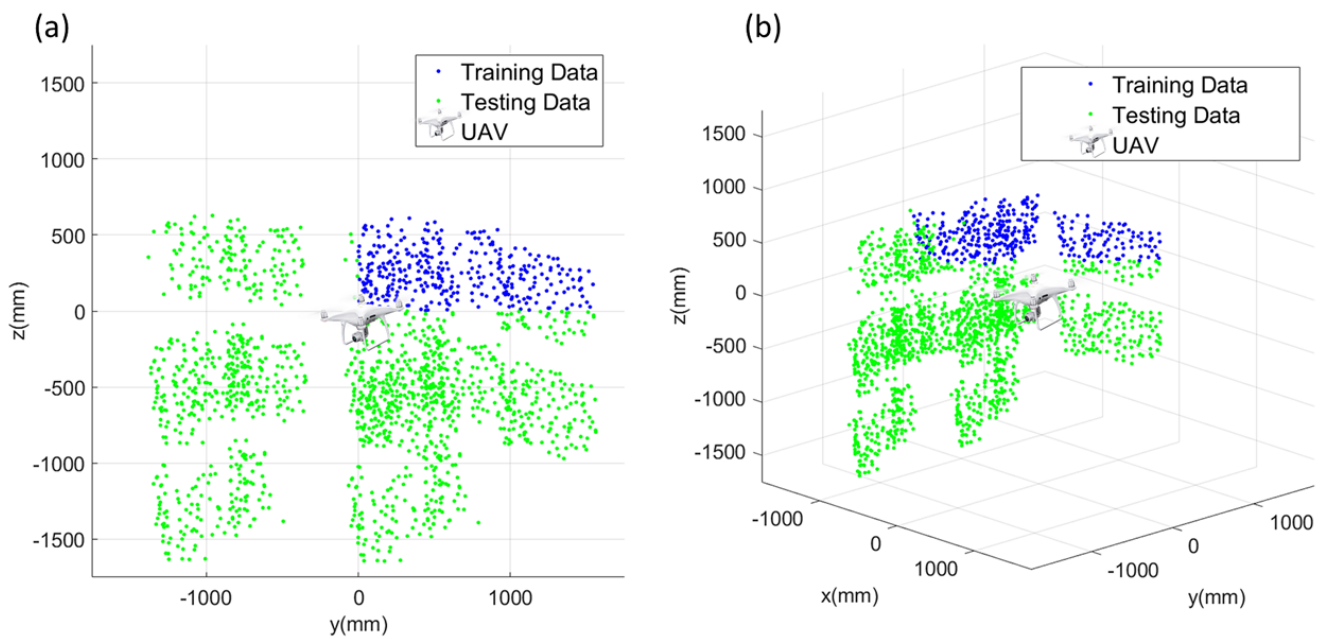 (a)
Training Data
Testing Data
UAV
1500
1000
500
0
-500
-1000
-1500
z(mm)
-1000 0 1000
y(mm)
(b)
Training Data
Testing Data
UAV
1500
1000
500
0
-500
-1000
-1500
z(mm)
-1000
0
1000
x(mm)
1000
0
-1000
y(mm)